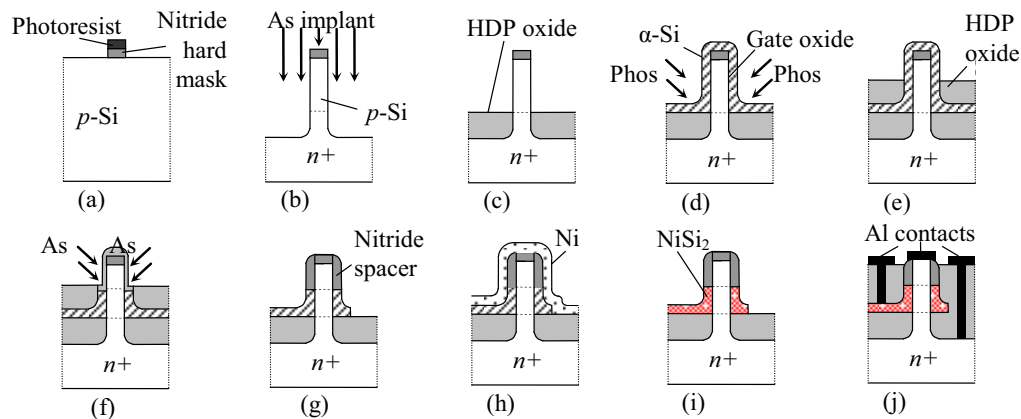 Photoresist
Nitride
hard
mask
p-Si
(a)
As implant
p-Si
n+
(b)
HDP oxide
n+
(c)
α-Si
Gate oxide
Phos
Phos
n+
(d)
HDP
oxide
n+
(e)
As
As
n+
(f)
Nitride
spacer
n+
(g)
Ni
n+
(h)
NiSi2
n+
(i)
Al contacts
n+
(j)